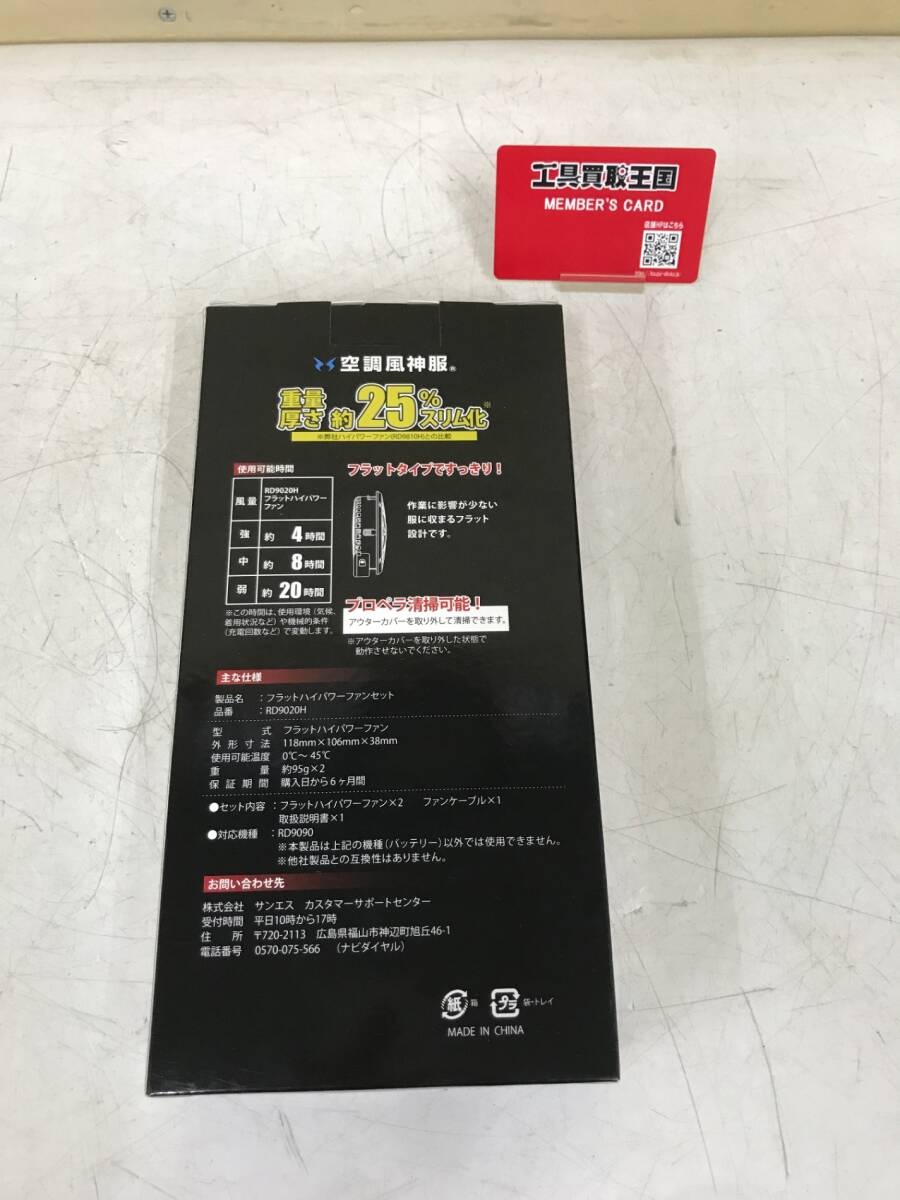 工具買取王国
MEMBER'S CARD
店舗HPはこちら
空調風神服®
重量
厚さ 約25%スリム化※
※弊社ハイパワーファン(RD9810H)との比較
使用可能時間
風量 RD9020H フラットハイパワーファン
強 約 4時間
中 約 8時間
弱 約 20時間
※この時間は、使用環境（気候、
着用状況など）や機械的条件
（充電回数など）で変動します。
フラットタイプですっきり！
作業に影響が少ない
服に収まるフラット
設計です。
プロペラ清掃可能！
アウターカバーを取り外して清掃できます。
※アウターカバーを取り外した状態で
動作させないでください。
主な仕様
製品名 ：フラットハイパワーファンセット
品番 ：RD9020H
型式 フラットハイパワーファン
外形寸法 118mm×106mm×38mm
使用可能温度 0℃～45℃
重量 約95g×2
保証期間 購入日から6ヶ月間
●セット内容 ：フラットハイパワーファン×2 ファンケーブル×1
取扱説明書×1
●対応機種 ：RD9090
※本製品は上記の機種（バッテリー）以外では使用できません。
※他社製品との互換性はありません。
お問い合わせ先
株式会社 サンエス カスタマーサポートセンター
受付時間 平日10時から17時
住所 〒720-2113 広島県福山市神辺町旭丘46-1
電話番号 0570-075-566 （ナビダイヤル）
紙 箱 プラ 袋・トレイ
MADE IN CHINA